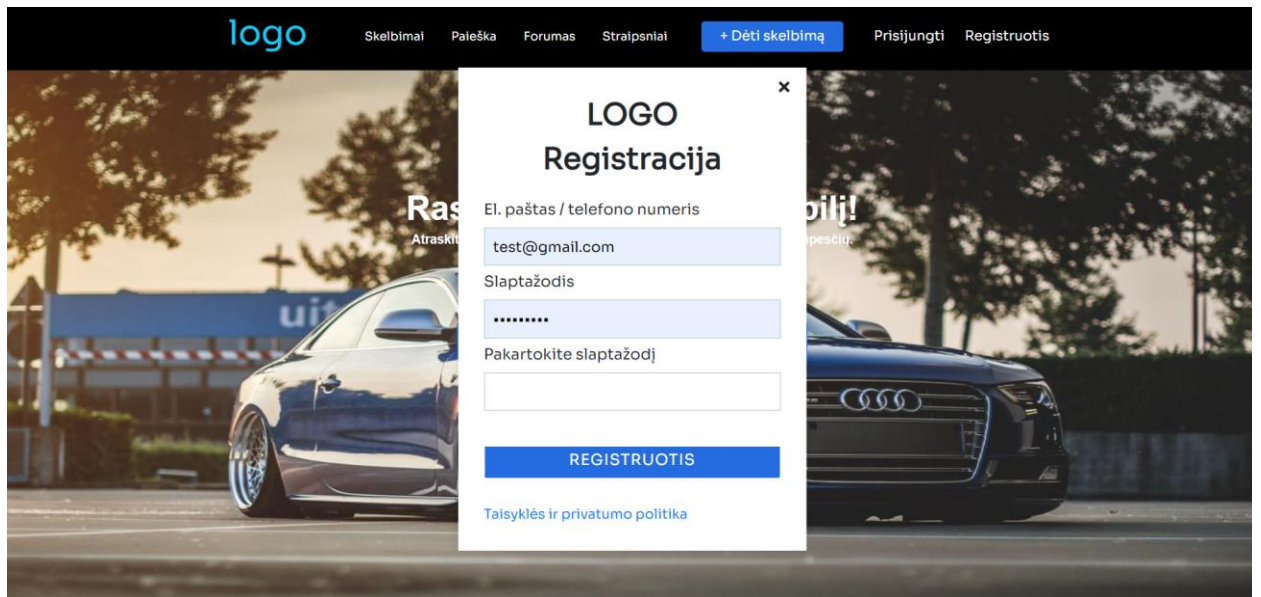 logo
Skelbimai Paieška Forumas Straipsniai + Dėti skelbimą Prisijungti Registruotis
LOGO
Registracija
El. paštas / telefono numeris
test@gmail.com
Slaptažodis
Pakartokite slaptažodį
REGISTRUOTIS
Taisyklės ir privatumo politika